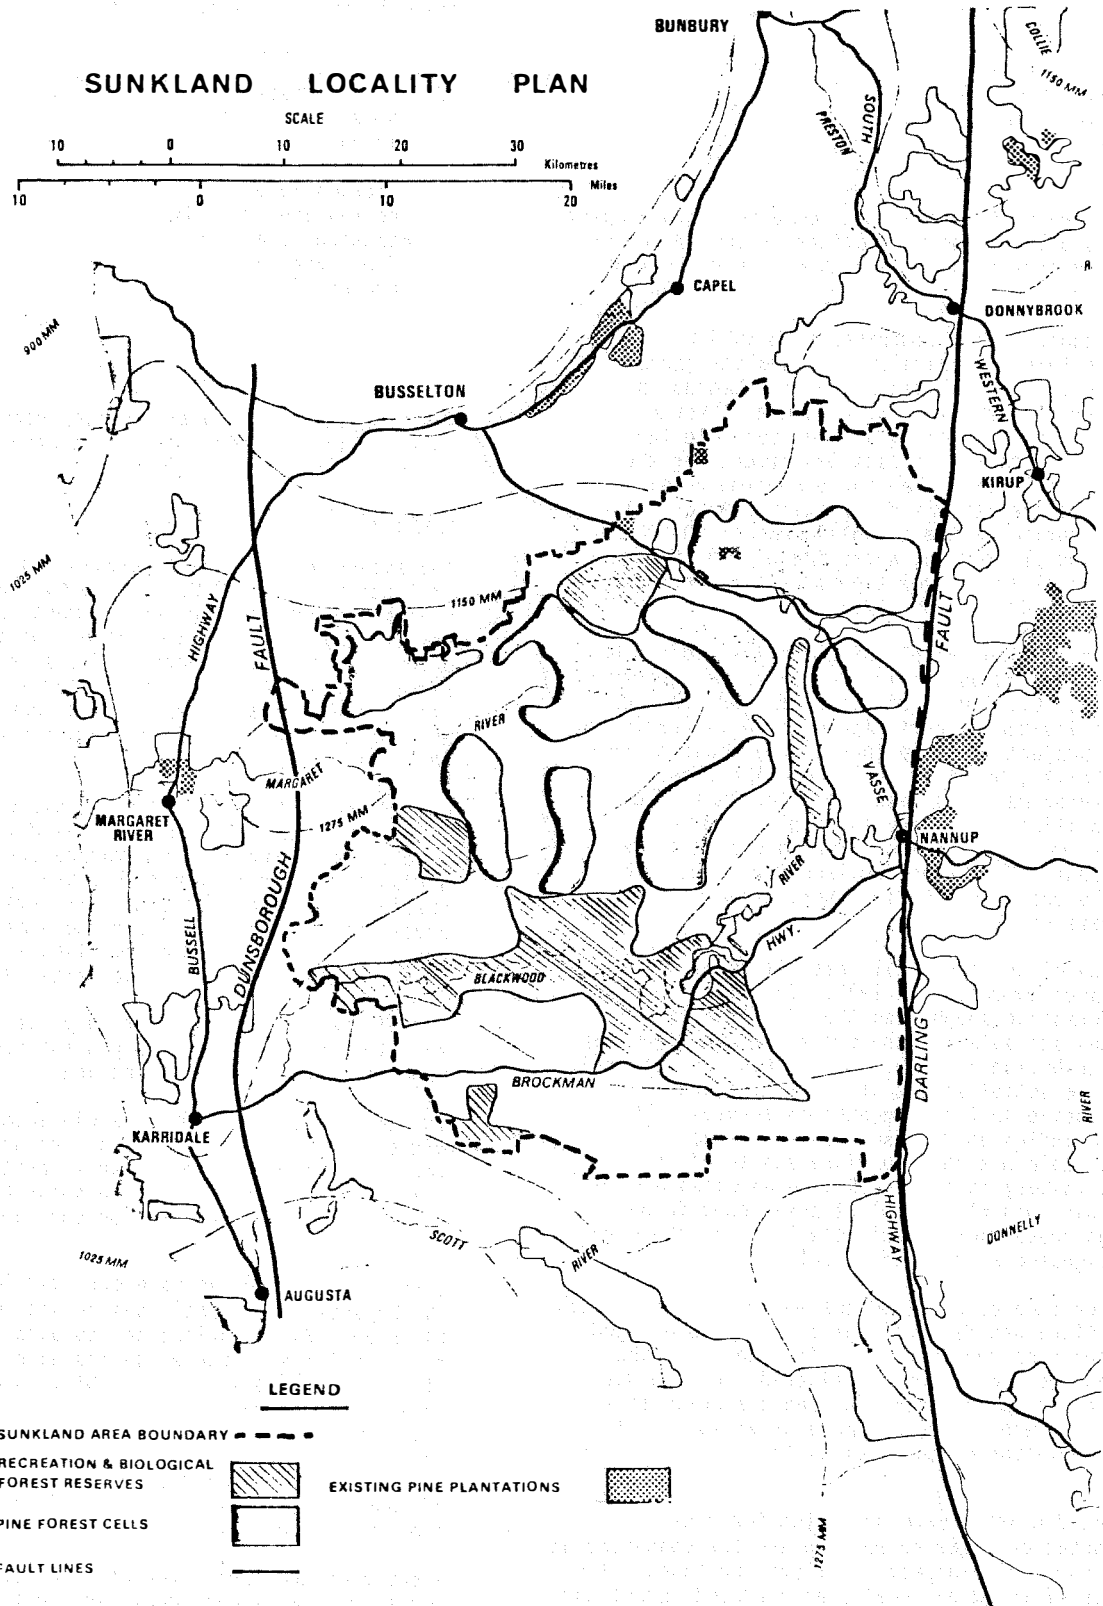 BUNBURY
SUNKLAND LOCALITY PLAN
SCALE
10 0 10 20 30
Kilometres
Miles
10 0 10 20
COLLIE
1150 MM
PRESTON
SOUTH
R.
CAPEL
DONNYBROOK
900 MM
WESTERN
BUSSELTON
KIRUP
1025 MM
1150 MM
HIGHWAY
FAULT
FAULT
RIVER
MARGARET
VASSE
1275 MM
MARGARET
RIVER
NANNUP
RIVER
DUNSBOROUGH
BUSSELL
HWY.
BLACKWOOD
DARLING
BROCKMAN
RIVER
KARRIDALE
HIGHWAY
DONNELLY
SCOTT
RIVER
1025 MM
AUGUSTA
LEGEND
SUNKLAND AREA BOUNDARY
RECREATION & BIOLOGICAL
FOREST RESERVES
EXISTING PINE PLANTATIONS
PINE FOREST CELLS
1275 MM
FAULT LINES